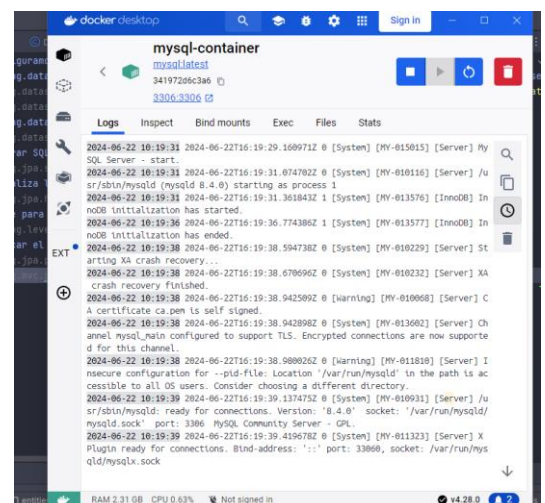 docker desktop
Sign in
mysql-container
mysql:latest
341972d6c3a6
3306:3306
Logs Inspect Bind mounts Exec Files Stats
2024-06-22 10:19:31 2024-06-22T16:19:29.160971Z 0 [System] [MY-015015] [Server] My
SQL Server - start.
2024-06-22 10:19:31 2024-06-22T16:19:31.074702Z 0 [System] [MY-010116] [Server] /u
sr/sbin/mysqld (mysqld 8.4.0) starting as process 1
2024-06-22 10:19:31 2024-06-22T16:19:31.361843Z 1 [System] [MY-013576] [InnoDB] In
noDB initialization has started.
2024-06-22 10:19:36 2024-06-22T16:19:36.774386Z 1 [System] [MY-013577] [InnoDB] In
noDB initialization has ended.
2024-06-22 10:19:38 2024-06-22T16:19:38.594738Z 0 [System] [MY-010229] [Server] St
arting XA crash recovery...
2024-06-22 10:19:38 2024-06-22T16:19:38.670696Z 0 [System] [MY-010232] [Server] XA
crash recovery finished.
2024-06-22 10:19:38 2024-06-22T16:19:38.942509Z 0 [Warning] [MY-010068] [Server] C
A certificate ca.pem is self signed.
2024-06-22 10:19:38 2024-06-22T16:19:38.942898Z 0 [System] [MY-013602] [Server] Ch
annel mysql_main configured to support TLS. Encrypted connections are now supporte
d for this channel.
2024-06-22 10:19:38 2024-06-22T16:19:38.980026Z 0 [Warning] [MY-011810] [Server] I
nsecure configuration for --pid-file: Location '/var/run/mysqld' in the path is ac
cessible to all OS users. Consider choosing a different directory.
2024-06-22 10:19:39 2024-06-22T16:19:39.137475Z 0 [System] [MY-010931] [Server] /u
sr/sbin/mysqld: ready for connections. Version: '8.4.0'  socket: '/var/run/mysqld/
mysqld.sock'  port: 3306  MySQL Community Server - GPL.
2024-06-22 10:19:39 2024-06-22T16:19:39.419678Z 0 [System] [MY-011323] [Server] X
Plugin ready for connections. Bind-address: '::' port: 33060, socket: /var/run/mys
qld/mysqlx.sock
EXT
RAM 2.31 GB CPU 0.63% Not signed in v4.28.0 2